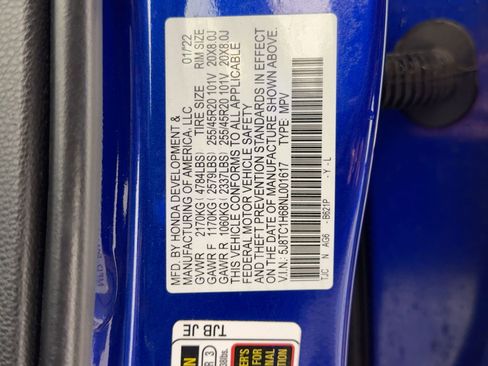 MFD. BY HONDA DEVELOPMENT & 01/22
MANUFACTURING OF AMERICA, LLC
GVWR 2170KG (4784LBS) TIRE SIZE RIM SIZE
GAWR F 1170KG (2579LBS) 255/45R20 101V 20X8.0J
GAWR R 1060KG (2337LBS) 255/45R20 101V 20X8.0J
THIS VEHICLE CONFORMS TO ALL APPLICABLE
FEDERAL MOTOR VEHICLE SAFETY
AND THEFT PREVENTION STANDARDS IN EFFECT
ON THE DATE OF MANUFACTURE SHOWN ABOVE.
V.I.N.: 5J8TC1H68NL001617 TYPE: MPV
TJC N AG6 -B621P -Y-L
TJB JE